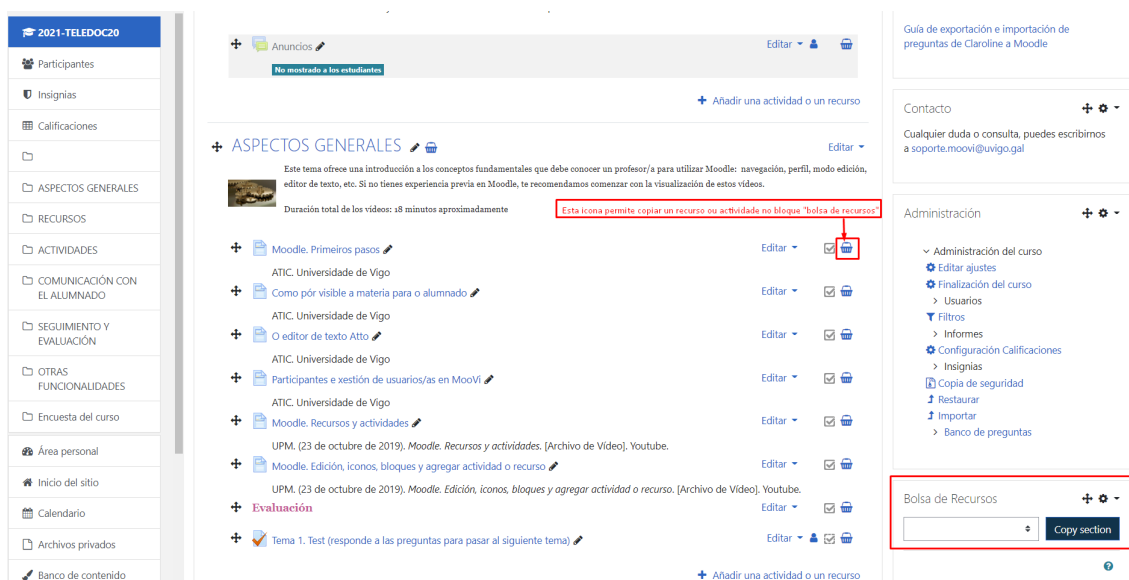 2021-TELEDOC20
Participantes
Insignias
Calificaciones
ASPECTOS GENERALES
RECURSOS
ACTIVIDADES
COMUNICACIÓN CON
EL ALUMNADO
SEGUIMIENTO Y
EVALUACIÓN
OTRAS
FUNCIONALIDADES
Encuesta del curso
Área personal
Inicio del sitio
Calendario
Archivos privados
Banco de contenido
Anuncios
Editar
No mostrado a los estudiantes
Añadir una actividad o un recurso
ASPECTOS GENERALES
Editar
Este tema ofrece una introducción a los conceptos fundamentales que debe conocer un profesor/a para utilizar Moodle: navegación, perfil, modo edición,
editor de texto, etc. Si no tienes experiencia previa en Moodle, te recomendamos comenzar con la visualización de estos vídeos.
Duración total de los vídeos: 18 minutos aproximadamente
Esta icona permite copiar un recurso ou actividade no bloque "bolsa de recursos"
Moodle. Primeiros pasos
Editar
ATIC. Universidade de Vigo
Como pór visible a materia para o alumnado
Editar
ATIC. Universidade de Vigo
O editor de texto Atto
Editar
ATIC. Universidade de Vigo
Participantes e xestión de usuarios/as en MooVi
Editar
ATIC. Universidade de Vigo
Moodle. Recursos y actividades
Editar
UPM. (23 de octubre de 2019). Moodle. Recursos y actividades. [Archivo de Vídeo]. Youtube.
Moodle. Edición, iconos, bloques y agregar actividad o recurso
Editar
UPM. (23 de octubre de 2019). Moodle. Edición, iconos, bloques y agregar actividad o recurso. [Archivo de Vídeo]. Youtube.
Evaluación
Editar
Tema 1. Test (responde a las preguntas para pasar al siguiente tema)
Editar
Añadir una actividad o un recurso
Guía de exportación e importación de
preguntas de Claroline a Moodle
Contacto
Cualquier duda o consulta, puedes escribirnos
a soporte.moovi@uvigo.gal
Administración
Administración del curso
Editar ajustes
Finalización del curso
Usuarios
Filtros
Informes
Configuración Calificaciones
Insignias
Copia de seguridad
Restaurar
Importar
Banco de preguntas
Bolsa de Recursos
Copy section